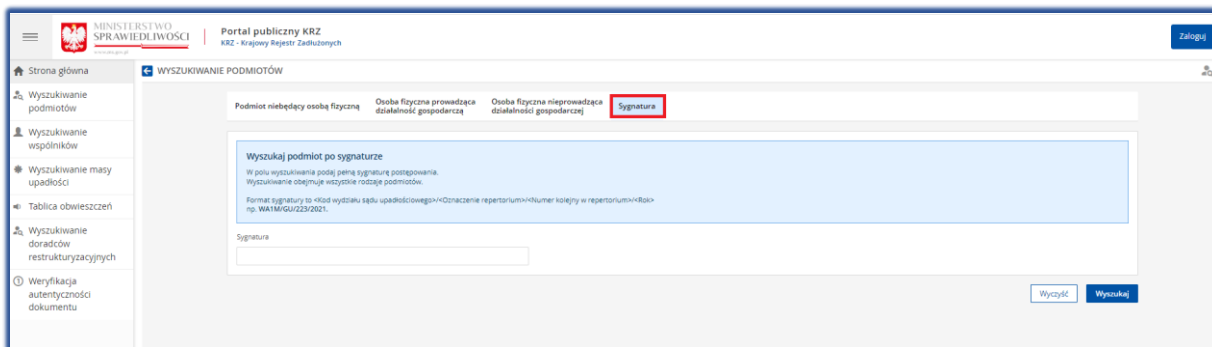 MINISTERSTWO
SPRAWIEDLIWOŚCI
Portal publiczny KRZ
KRZ - Krajowy Rejestr Zadłużonych
Zaloguj
Strona główna
Wyszukiwanie
podmiotów
Wyszukiwanie
wspólników
Wyszukiwanie masy
upadłości
Tablica obwieszczeń
Wyszukiwanie
doradców
restrukturyzacyjnych
Weryfikacja
autentyczności
dokumentu
WYSZUKIWANIE PODMIOTÓW
Podmiot niebędący osobą fizyczną
Osoba fizyczna prowadząca
działalność gospodarczą
Osoba fizyczna nieprowadząca
działalności gospodarczej
Sygnatura
Wyszukaj podmiot po sygnaturze
W polu wyszukiwania podaj pełną sygnaturę postępowania.
Wyszukiwanie obejmuje wszystkie rodzaje podmiotów.
Format sygnatury to <Kod wydziału sądu upadłościowego>/<Oznaczenie repertorium>/<Numer kolejny w repertorium>/<Rok>
np. WA1M/GU/223/2021.
Sygnatura
Wyczyść
Wyszukaj